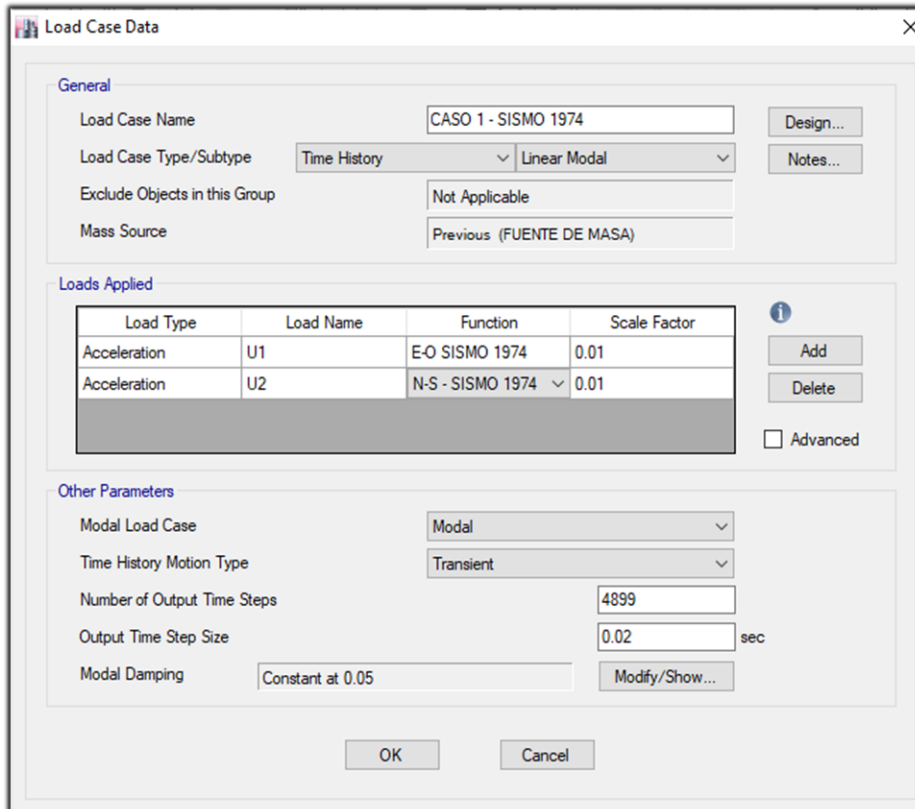 Load Case Data
General
Load Case Name CASO 1 - SISMO 1974 Design...
Load Case Type/Subtype Time History Linear Modal Notes...
Exclude Objects in this Group Not Applicable
Mass Source Previous (FUENTE DE MASA)
Loads Applied
Load Type Load Name Function Scale Factor
Acceleration U1 E-O SISMO 1974 0.01 Add
Acceleration U2 N-S - SISMO 1974 0.01 Delete
Advanced
Other Parameters
Modal Load Case Modal
Time History Motion Type Transient
Number of Output Time Steps 4899
Output Time Step Size 0.02 sec
Modal Damping Constant at 0.05 Modify/Show...
OK Cancel